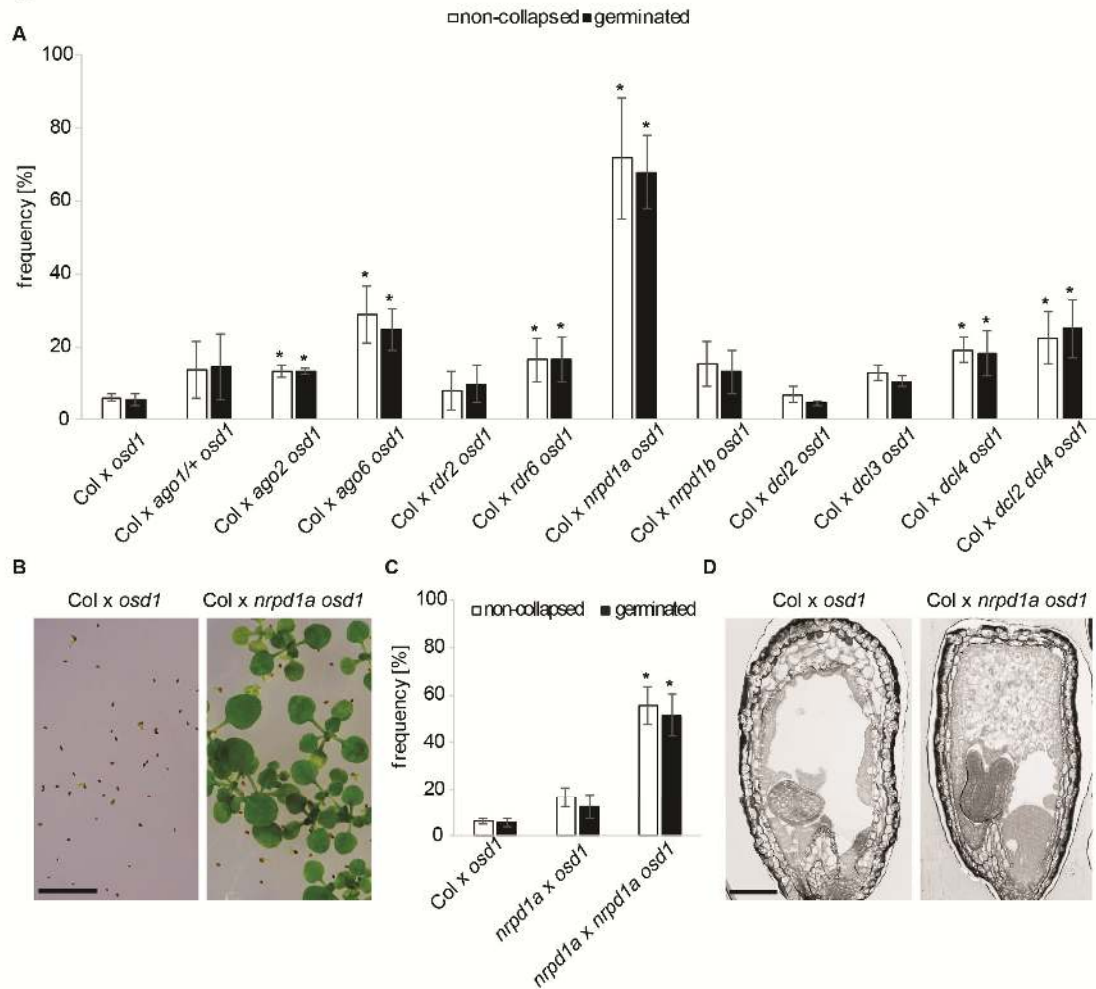 non-collapsed germinated
A
100
80
60
40
20
0
frequency [%]
* * * * * * * * * * * *
Col x osd1
Col x ago1/+ osd1
Col x ago2 osd1
Col x ago6 osd1
Col x rdr2 osd1
Col x rdr6 osd1
Col x nrpd1a osd1
Col x nrpd1b osd1
Col x dcl2 osd1
Col x dcl3 osd1
Col x dcl4 osd1
Col x dcl2 dcl4 osd1
B
Col x osd1
Col x nrpd1a osd1
C
100
80
60
40
20
0
frequency [%]
non-collapsed germinated
* *
Col x osd1
nrpd1a x osd1
nrpd1a x nrpd1a osd1
D
Col x osd1
Col x nrpd1a osd1